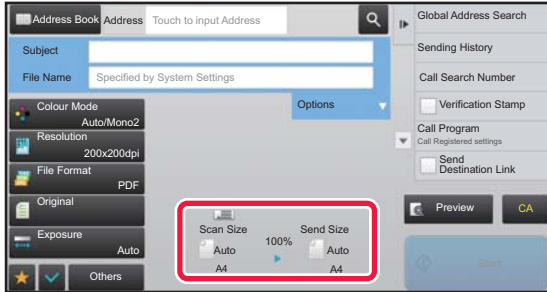 Address Book Address Touch to input Address
Subject
File Name Specified by System Settings
Options
Colour Mode
Auto/Mono2
Resolution
200x200dpi
File Format
PDF
Original
Exposure
Auto
Others
Scan Size
Auto
A4
100%
Send Size
Auto
A4
Global Address Search
Sending History
Call Search Number
Verification Stamp
Call Program
Call Registered settings
Send
Destination Link
Preview
CA
Start